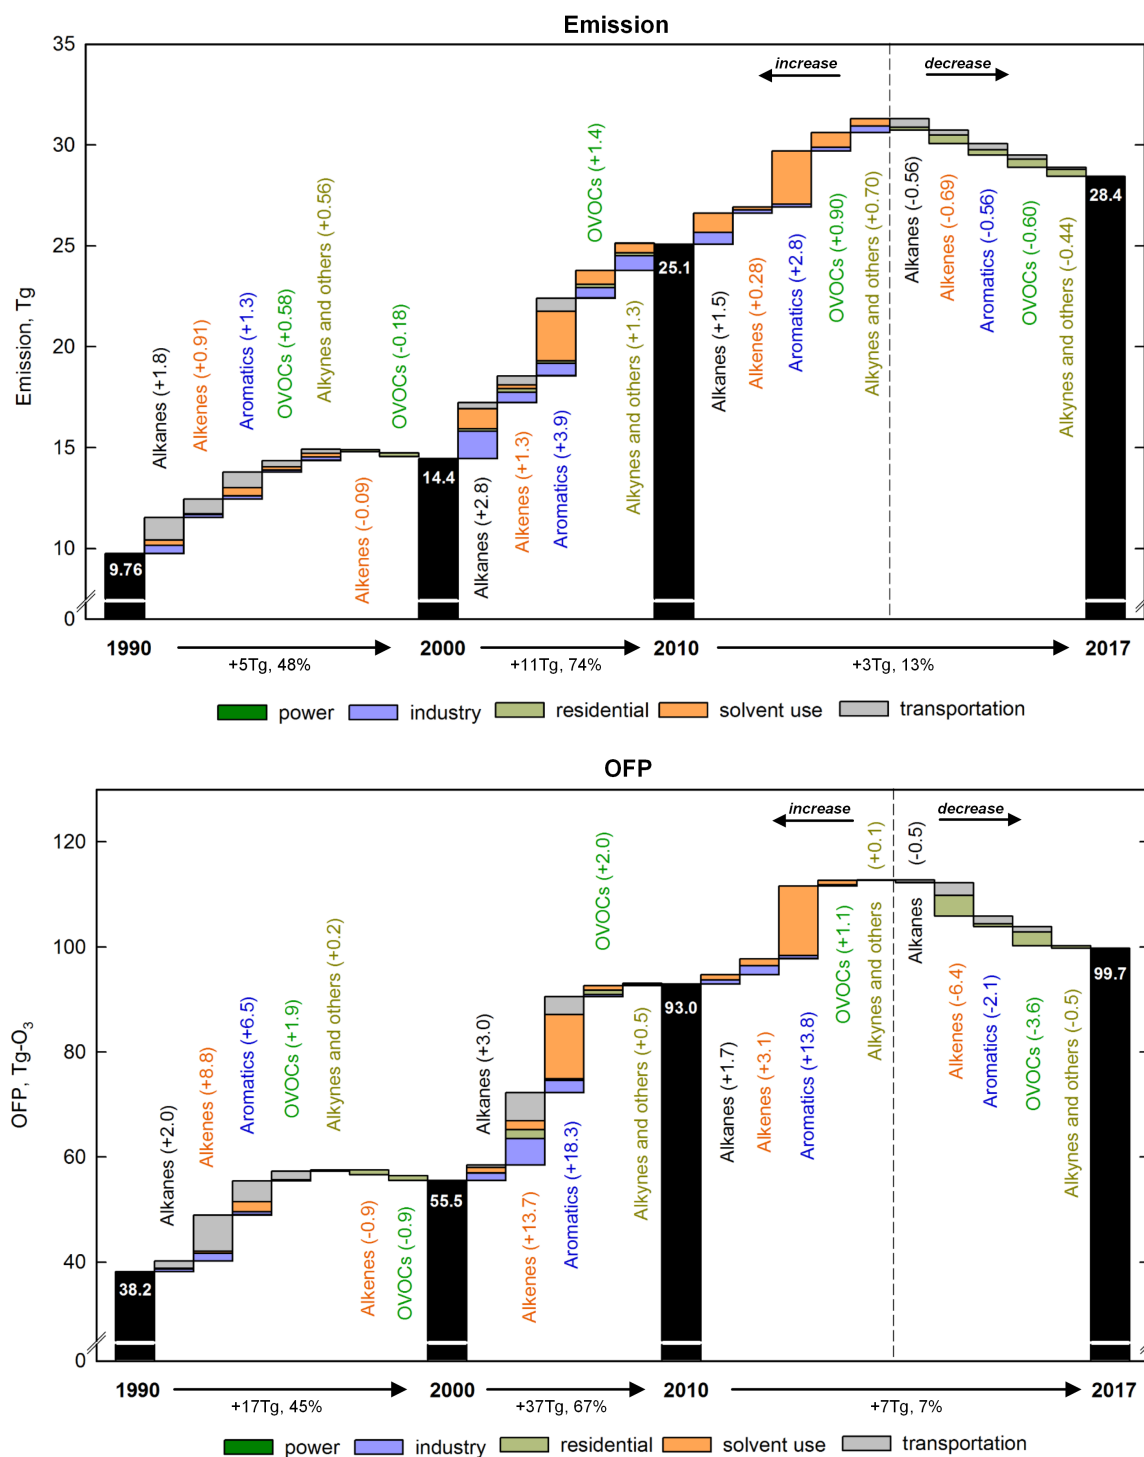 Emission
35
30
25
20
15
10
0
Emission, Tg
increase
decrease
Alkanes (+1.8)
Alkenes (+0.91)
Aromatics (+1.3)
OVOCs (+0.58)
Alkynes and others (+0.56)
Alkenes (-0.09)
OVOCs (-0.18)
Alkanes (+2.8)
Alkenes (+1.3)
Aromatics (+3.9)
OVOCs (+1.4)
Alkynes and others (+1.3)
Alkanes (+1.5)
Alkenes (+0.28)
Aromatics (+2.8)
OVOCs (+0.90)
Alkynes and others (+0.70)
Alkanes (-0.56)
Alkenes (-0.69)
Aromatics (-0.56)
OVOCs (-0.60)
Alkynes and others (-0.44)
9.76
14.4
25.1
28.4
1990
2000
2010
2017
+5Tg, 48%
+11Tg, 74%
+3Tg, 13%
power
industry
residential
solvent use
transportation
OFP
120
100
80
60
40
0
OFP, Tg-O₃
increase
decrease
Alkanes (+2.0)
Alkenes (+8.8)
Aromatics (+6.5)
OVOCs (+1.9)
Alkynes and others (+0.2)
Alkenes (-0.9)
OVOCs (-0.9)
Alkanes (+3.0)
Alkenes (+13.7)
Aromatics (+18.3)
OVOCs (+2.0)
Alkynes and others (+0.5)
Alkanes (+1.7)
Alkenes (+3.1)
Aromatics (+13.8)
OVOCs (+1.1)
Alkynes and others (+0.1)
Alkanes (-0.5)
Alkenes (-6.4)
Aromatics (-2.1)
OVOCs (-3.6)
Alkynes and others (-0.5)
38.2
55.5
93.0
99.7
1990
2000
2010
2017
+17Tg, 45%
+37Tg, 67%
+7Tg, 7%
power
industry
residential
solvent use
transportation